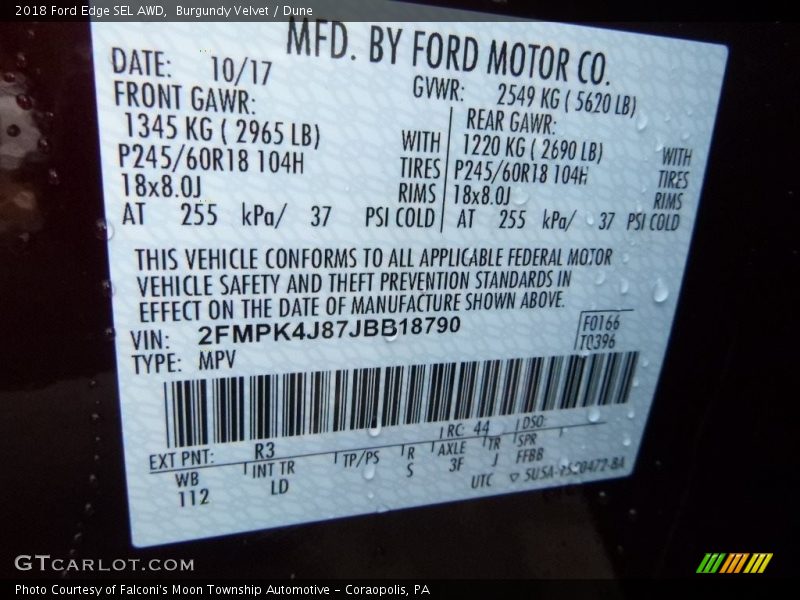 2018 Ford Edge SEL AWD,  Burgundy Velvet / Dune
MFD. BY FORD MOTOR CO.
DATE: 10/17 GVWR: 2549 KG ( 5620 LB)
FRONT GAWR: REAR GAWR:
1345 KG ( 2965 LB) WITH 1220 KG ( 2690 LB) WITH
P245/60R18 104H TIRES P245/60R18 104H TIRES
18x8.0J RIMS 18x8.0J RIMS
AT 255 kPa/ 37 PSI COLD AT 255 kPa/ 37 PSI COLD
THIS VEHICLE CONFORMS TO ALL APPLICABLE FEDERAL MOTOR
VEHICLE SAFETY AND THEFT PREVENTION STANDARDS IN
EFFECT ON THE DATE OF MANUFACTURE SHOWN ABOVE.
VIN: 2FMPK4J87JBB18790 F0166
TYPE: MPV T0396
EXT PNT: R3 RC: 44 DSO:
WB INT TR TP/PS R AXLE TR SPR
112 LD S 3F J FFBB
UTC
GTCARLOT.COM
Photo Courtesy of Falconi's Moon Township Automotive – Coraopolis, PA